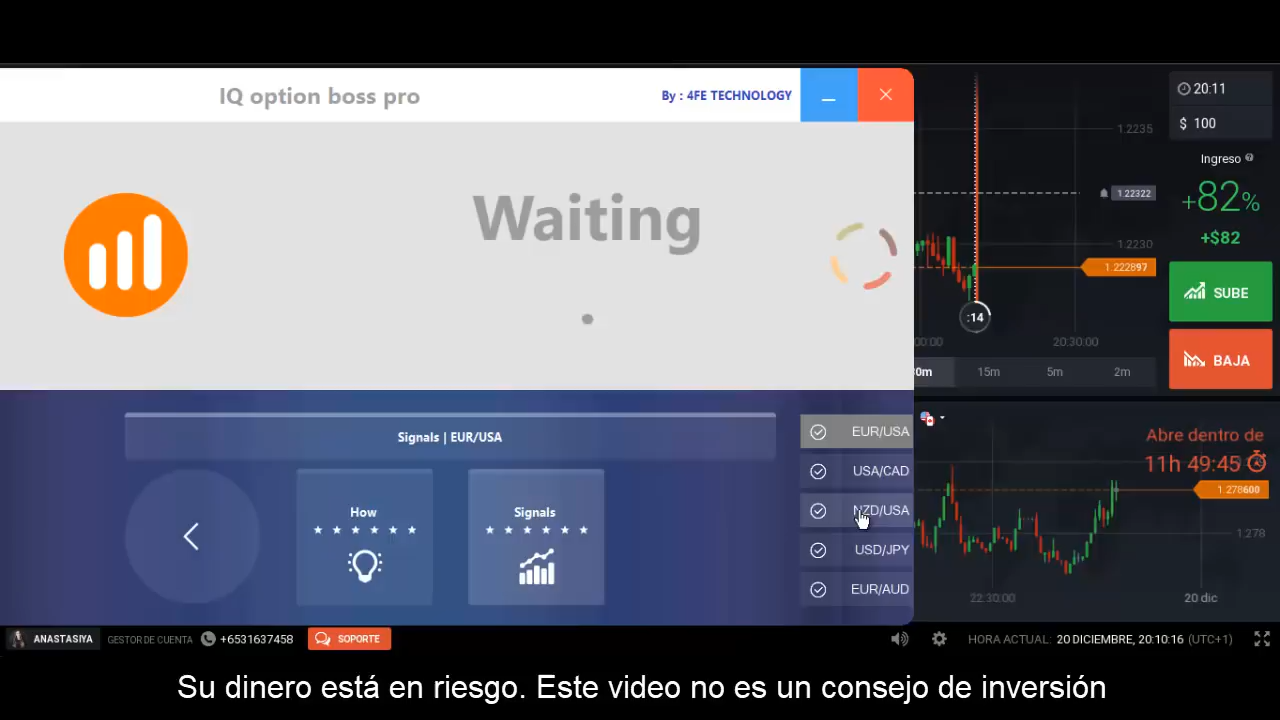 IQ option boss pro
By : 4FE TECHNOLOGY
Waiting
Signals | EUR/USA
How
Signals
EUR/USA
USA/CAD
NZD/USA
USD/JPY
EUR/AUD
1.2235
1.22322
1.2230
1.222897
:14
20:30:00
15m
5m
2m
20:11
$ 100
Ingreso
+82%
+$82
SUBE
BAJA
Abre dentro de
11h 49:45
1.278600
1.278
22:30:00
20 dic
ANASTASIYA
GESTOR DE CUENTA
+6531637458
SOPORTE
HORA ACTUAL: 20 DICIEMBRE, 20:10:16 (UTC+1)
Su dinero está en riesgo. Este video no es un consejo de inversión